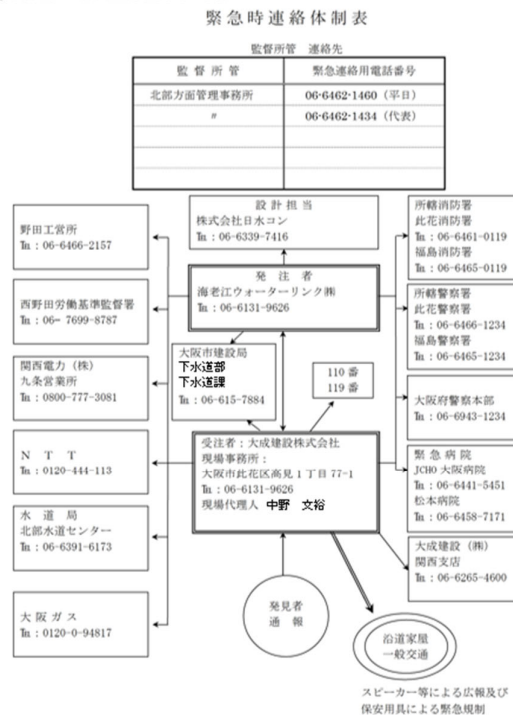 緊急時連絡体制表
監督所管 連絡先
監督所管 緊急連絡用電話番号
北部方面管理事務所 06-6462-1460（平日）
〃 06-6462-1434（代表）
設計担当
株式会社日水コン
℡：06-6339-7416
野田工営所
℡：06-6466-2157
発注者
海老江ウォーターリンク㈱
℡：06-6131-9626
所轄消防署
此花消防署
℡：06-6461-0119
福島消防署
℡：06-6465-0119
西野田労働基準監督署
℡：06- 7699-8787
所轄警察署
此花警察署
℡：06-6466-1234
福島警察署
℡：06-6465-1234
大阪市建設局
下水道部
下水道課
℡：06-615-7884
110番
119番
関西電力（株）
九条営業所
℡：0800-777-3081
大阪府警察本部
℡：06-6943-1234
受注者：大成建設株式会社
現場事務所：
大阪市此花区高見1丁目77-1
℡：06-6131-9626
現場代理人 中野 文裕
NTT
℡：0120-444-113
緊急病院
JCHO 大阪病院
℡：06-6441-5451
松本病院
℡：06-6458-7171
水道局
北部水道センター
℡：06-6391-6173
大成建設（㈱）
関西支店
℡：06-6265-4600
大阪ガス
℡：0120-0-94817
発見者
通報
沿道家屋
一般交通
スピーカー等による広報及び
保安用具による緊急規制